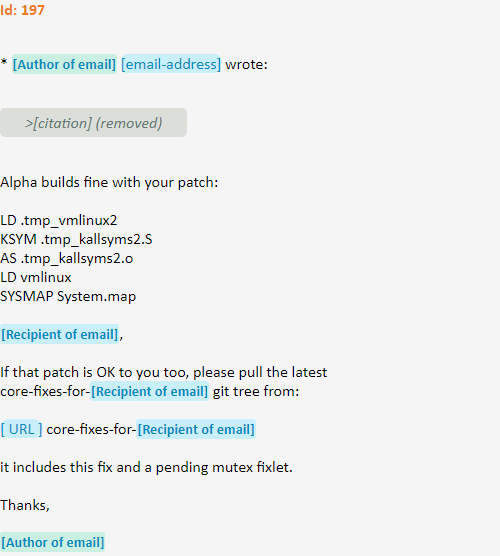 Id: 197
* [Author of email] [email-address] wrote:
>[citation] (removed)
Alpha builds fine with your patch:
LD .tmp_vmlinux2
KSYM .tmp_kallsyms2.S
AS .tmp_kallsyms2.o
LD vmlinux
SYSMAP System.map
[Recipient of email],
If that patch is OK to you too, please pull the latest
core-fixes-for-[Recipient of email] git tree from:
[ URL ] core-fixes-for-[Recipient of email]
it includes this fix and a pending mutex fixlet.
Thanks,
[Author of email]